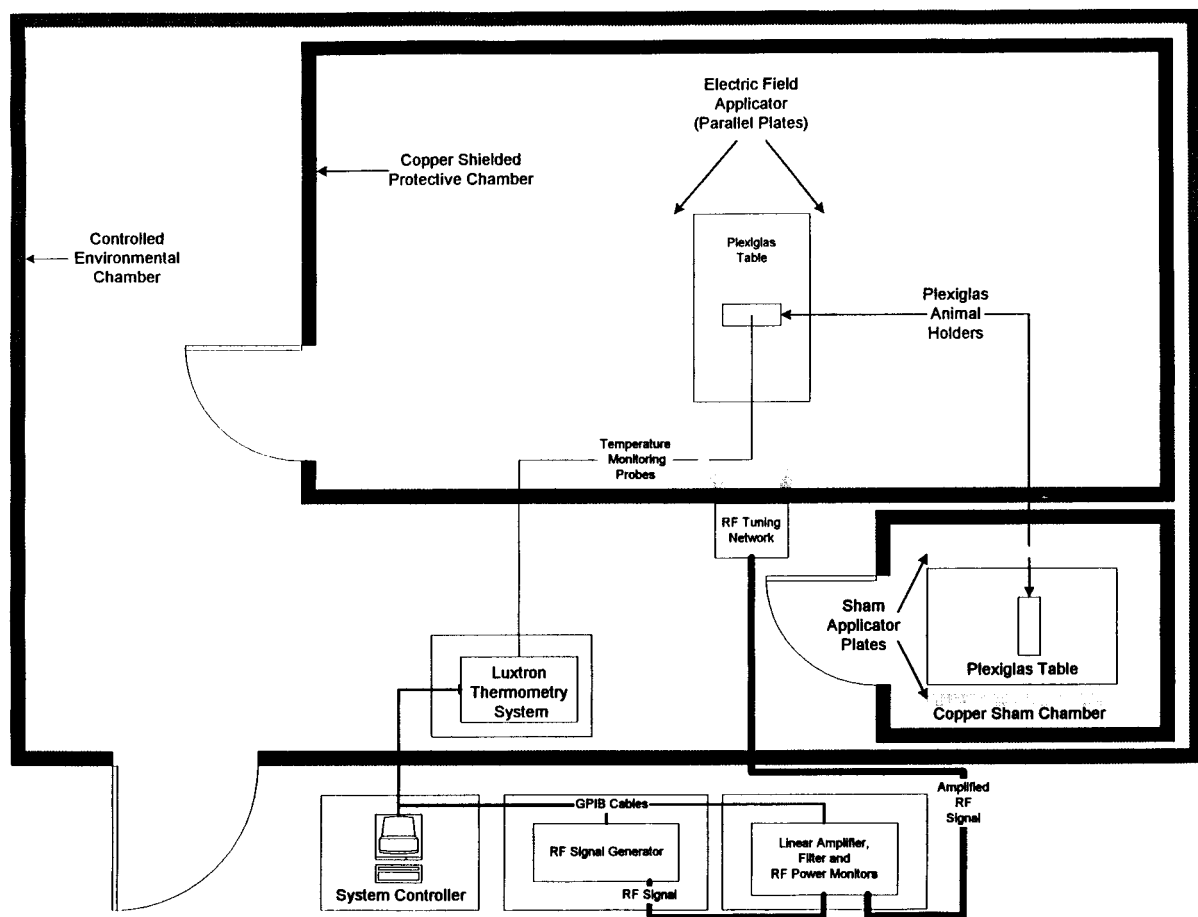 Electric Field
Applicator
(Parallel Plates)
Copper Shielded
Protective Chamber
Controlled
Environmental
Chamber
Plexiglas
Table
Plexiglas
Animal
Holders
Temperature
Monitoring
Probes
RF Tuning
Network
Sham
Applicator
Plates
Plexiglas Table
Copper Sham Chamber
Luxtron
Thermometry
System
Amplified
RF
Signal
GPIB Cables
RF Signal Generator
Linear Amplifier,
Filter and
RF Power Monitors
System Controller
RF Signal